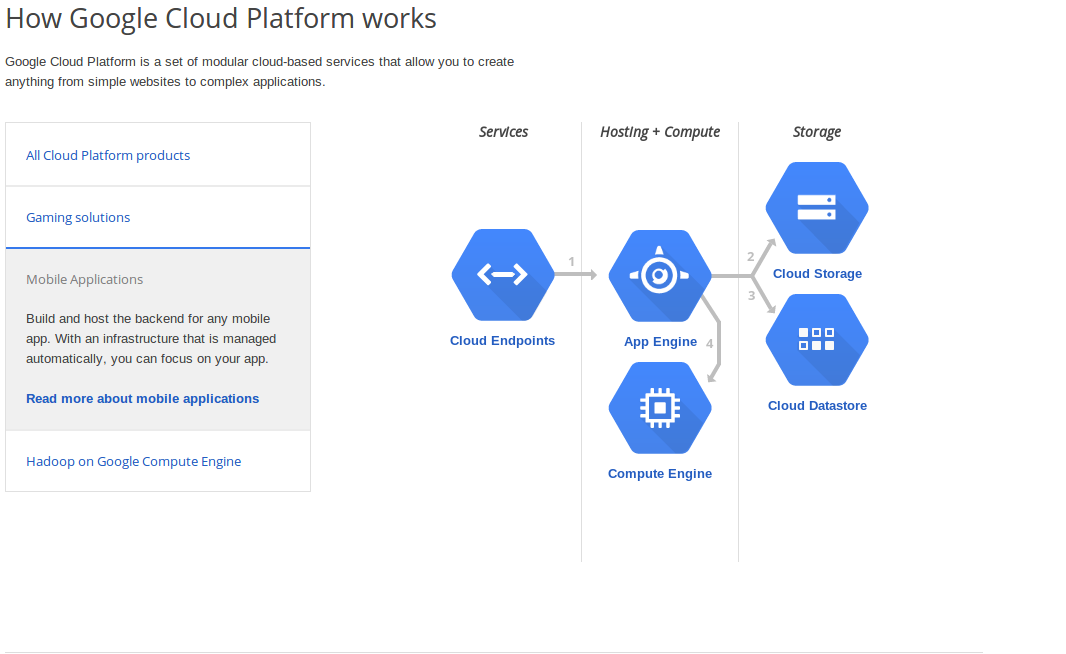 How Google Cloud Platform works
Google Cloud Platform is a set of modular cloud-based services that allow you to create
anything from simple websites to complex applications.
All Cloud Platform products
Gaming solutions
Mobile Applications
Build and host the backend for any mobile
app. With an infrastructure that is managed
automatically, you can focus on your app.
Read more about mobile applications
Hadoop on Google Compute Engine
Services
Hosting + Compute
Storage
1
2
Cloud Storage
3
Cloud Endpoints
App Engine
4
Cloud Datastore
Compute Engine